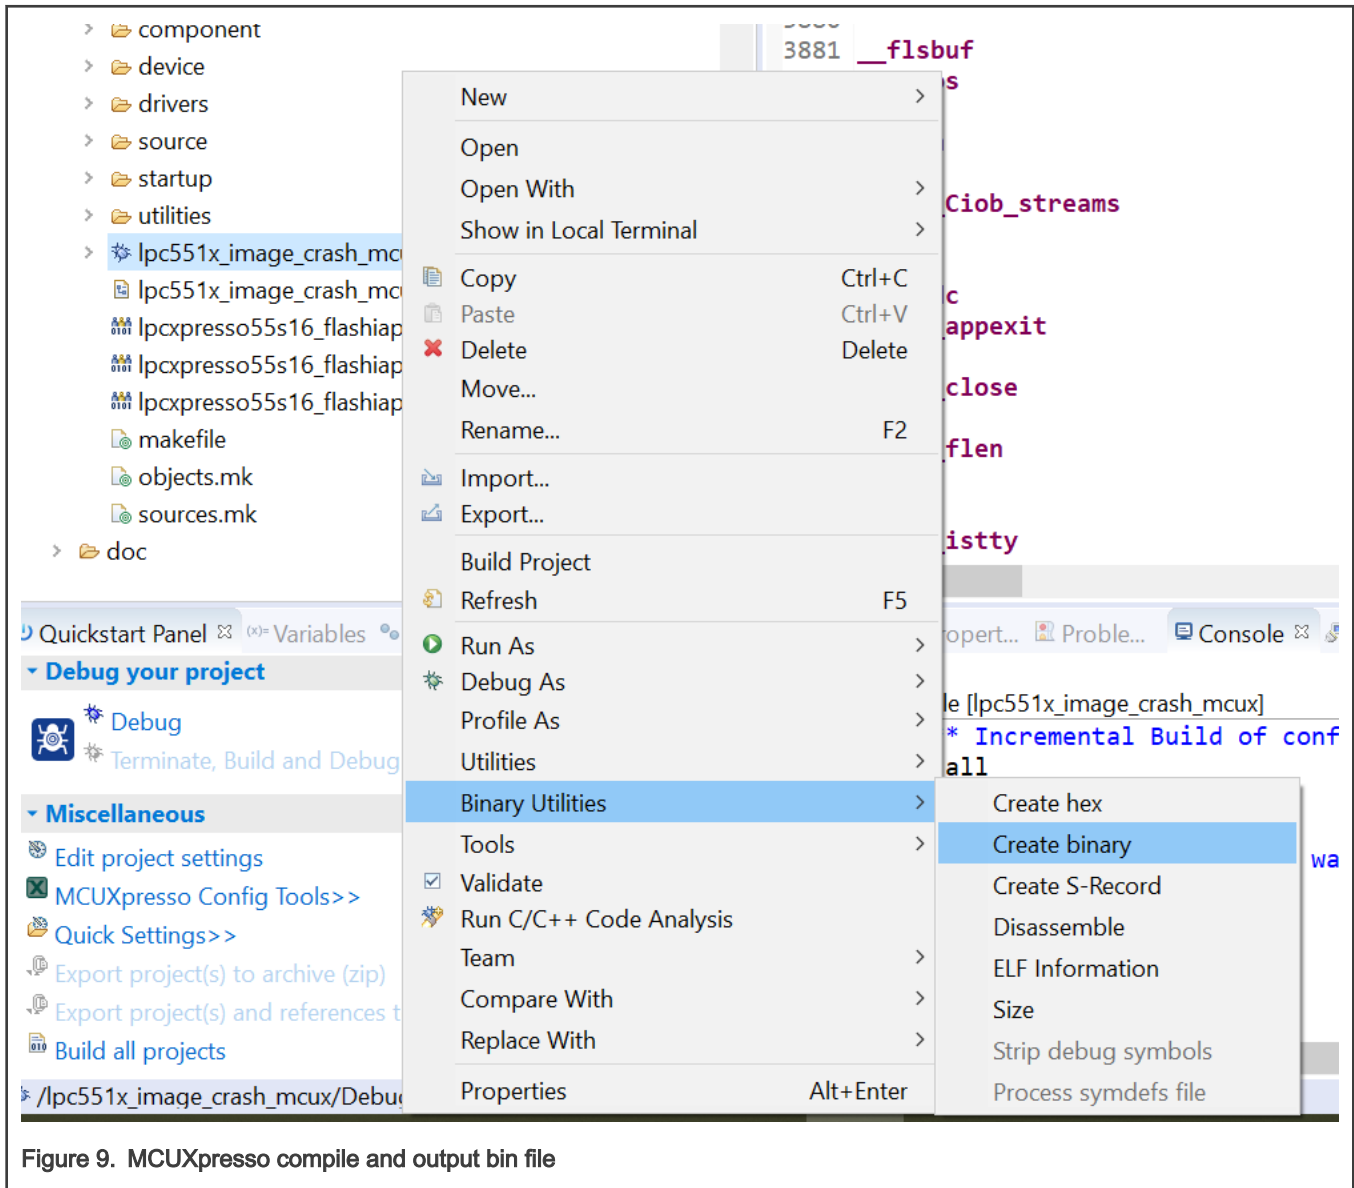 component
device
drivers
source
startup
utilities
lpc551x_image_crash_mcu
lpc551x_image_crash_mcu
lpcxpresso55s16_flashiap
lpcxpresso55s16_flashiap
lpcxpresso55s16_flashiap
makefile
objects.mk
sources.mk
doc
3881 __flsbuf
Ciob_streams
appexit
close
flen
istty
New
Open
Open With
Show in Local Terminal
Copy Ctrl+C
Paste Ctrl+V
Delete Delete
Move...
Rename... F2
Import...
Export...
Build Project
Refresh F5
Run As
Debug As
Profile As
Utilities
Binary Utilities
Tools
Validate
Run C/C++ Code Analysis
Team
Compare With
Replace With
Properties Alt+Enter
Create hex
Create binary
Create S-Record
Disassemble
ELF Information
Size
Strip debug symbols
Process symdefs file
Quickstart Panel (x)= Variables
Debug your project
Debug
Terminate, Build and Debug
Miscellaneous
Edit project settings
MCUXpresso Config Tools>>
Quick Settings>>
Export project(s) to archive (zip)
Export project(s) and references t
Build all projects
/lpc551x_image_crash_mcux/Debug
opert... Proble... Console
le [lpc551x_image_crash_mcux]
* Incremental Build of conf
all
wa
Figure 9. MCUXpresso compile and output bin file